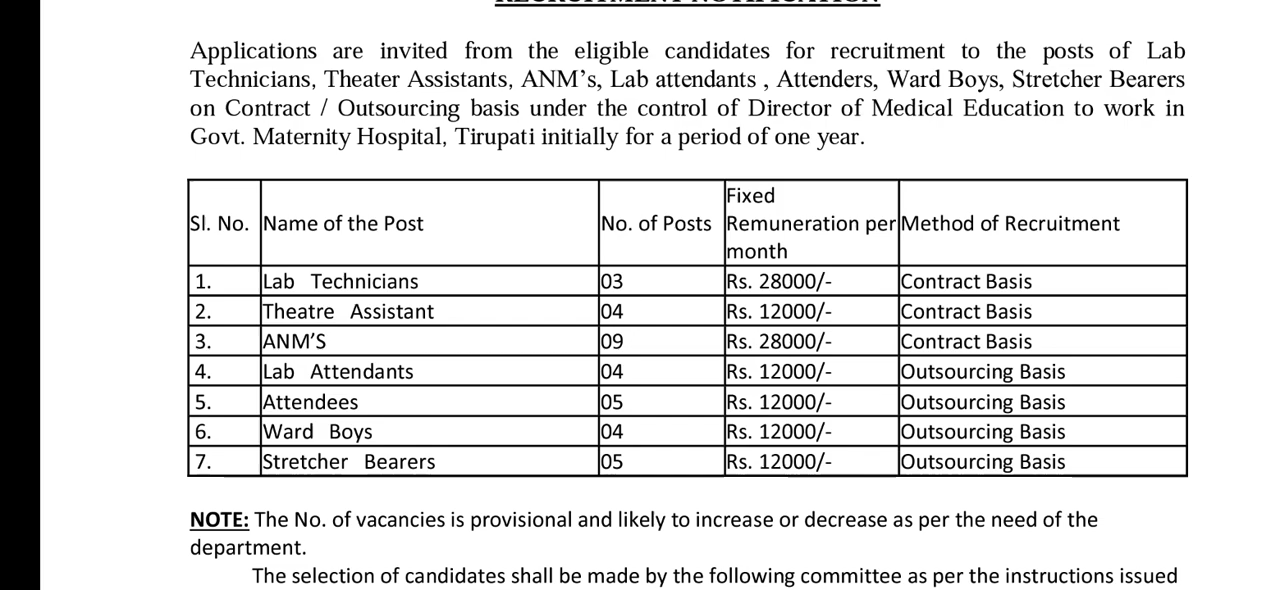 RECRUITMENT NOTIFICATION
Applications are invited from the eligible candidates for recruitment to the posts of Lab
Technicians, Theater Assistants, ANM's, Lab attendants , Attenders, Ward Boys, Stretcher Bearers
on Contract / Outsourcing basis under the control of Director of Medical Education to work in
Govt. Maternity Hospital, Tirupati initially for a period of one year.
Sl. No. Name of the Post No. of Posts Fixed Remuneration per month Method of Recruitment
1. Lab Technicians 03 Rs. 28000/- Contract Basis
2. Theatre Assistant 04 Rs. 12000/- Contract Basis
3. ANM'S 09 Rs. 28000/- Contract Basis
4. Lab Attendants 04 Rs. 12000/- Outsourcing Basis
5. Attendees 05 Rs. 12000/- Outsourcing Basis
6. Ward Boys 04 Rs. 12000/- Outsourcing Basis
7. Stretcher Bearers 05 Rs. 12000/- Outsourcing Basis
NOTE: The No. of vacancies is provisional and likely to increase or decrease as per the need of the
department.
The selection of candidates shall be made by the following committee as per the instructions issued